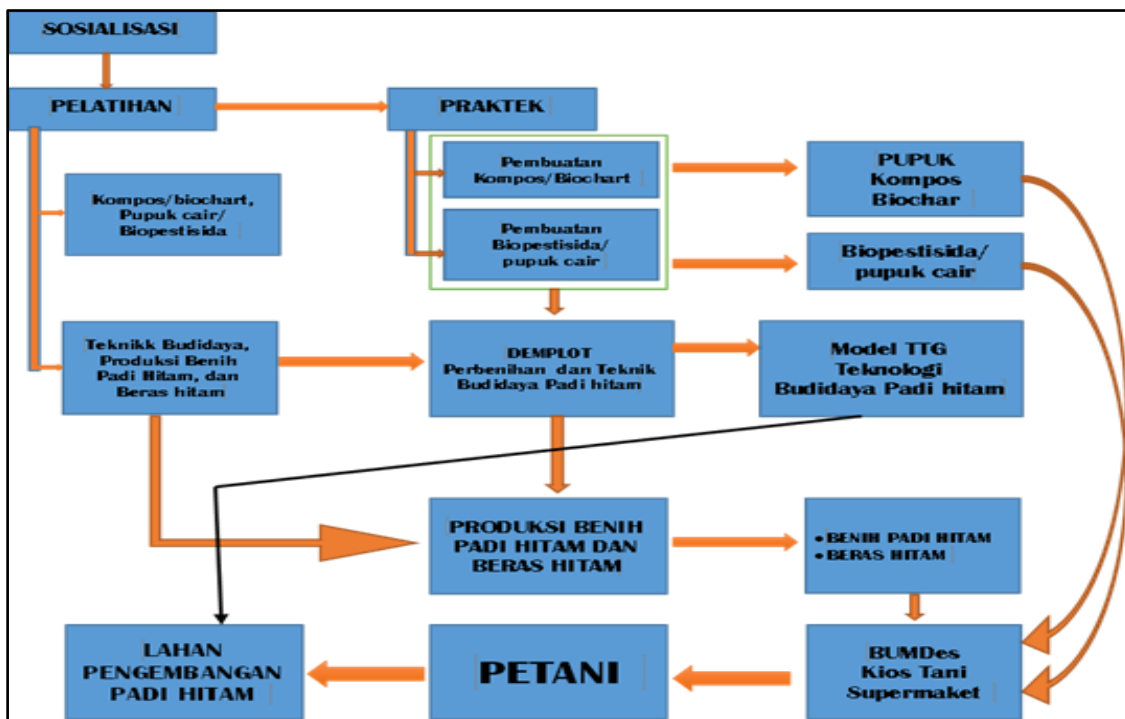 SOSIALISASI
PELATIHAN
PRAKTEK
Pembuatan
Kompos/Biochart
PUPUK
Kompos
Biochar
Kompos/biochart,
Pupuk cair/
Biopestisida
Pembuatan
Biopestisida/
pupuk cair
Biopestisida/
pupuk cair
Teknikk Budidaya,
Produksi Benih
Padi Hitam, dan
Beras hitam
DEMPLOT
Perbenihan dan Teknik
Budidaya Padi hitam
Model TTG
Teknologi
Budidaya Padi hitam
PRODUKSI BENIH
PADI HITAM DAN
BERAS HITAM
•BENIH PADI HITAM
•BERAS HITAM
LAHAN
PENGEMBANGAN
PADI HITAM
PETANI
BUMDes
Kios Tani
Supermaket